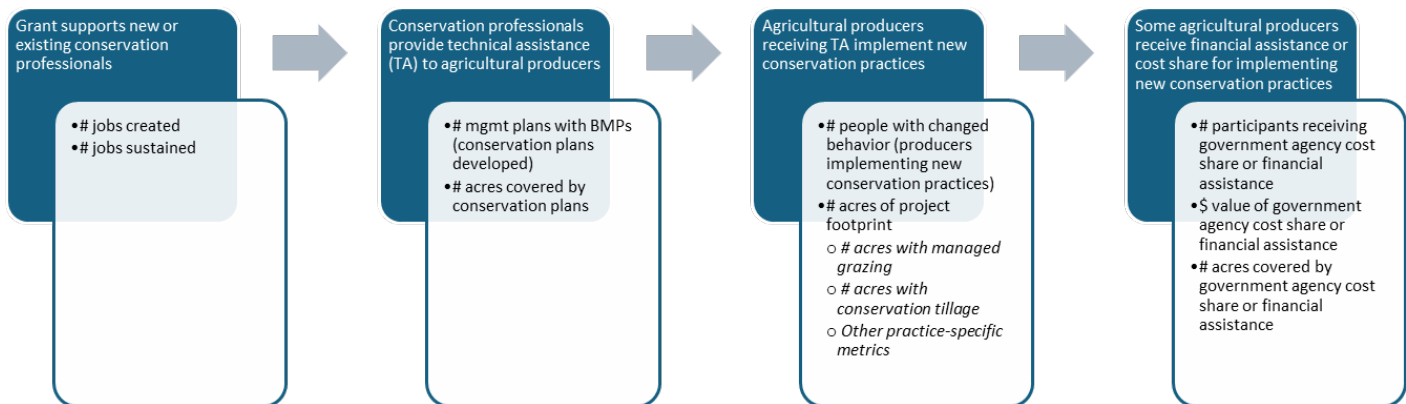 Grant supports new or
existing conservation
professionals
•# jobs created
•# jobs sustained
Conservation professionals
provide technical assistance
(TA) to agricultural producers
•# mgmt plans with BMPs
(conservation plans
developed)
•# acres covered by
conservation plans
Agricultural producers
receiving TA implement new
conservation practices
•# people with changed
behavior (producers
implementing new
conservation practices)
•# acres of project
footprint
o # acres with managed
grazing
o # acres with
conservation tillage
o Other practice-specific
metrics
Some agricultural producers
receive financial assistance or
cost share for implementing
new conservation practices
•# participants receiving
government agency cost
share or financial
assistance
•$ value of government
agency cost share or
financial assistance
•# acres covered by
government agency cost
share or financial
assistance